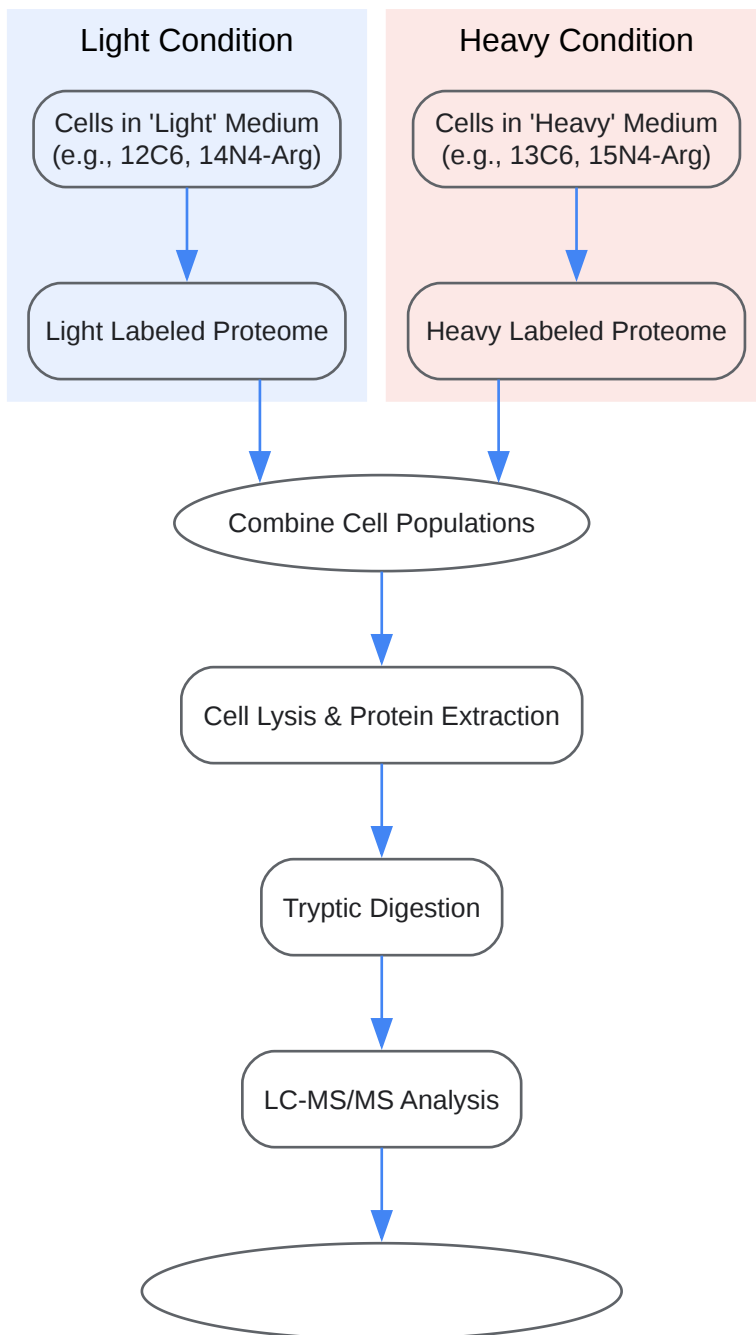 Light Condition
Heavy Condition
Cells in 'Light' Medium
(e.g., 12C6, 14N4-Arg)
Cells in 'Heavy' Medium
(e.g., 13C6, 15N4-Arg)
Light Labeled Proteome
Heavy Labeled Proteome
Combine Cell Populations
Cell Lysis & Protein Extraction
Tryptic Digestion
LC-MS/MS Analysis